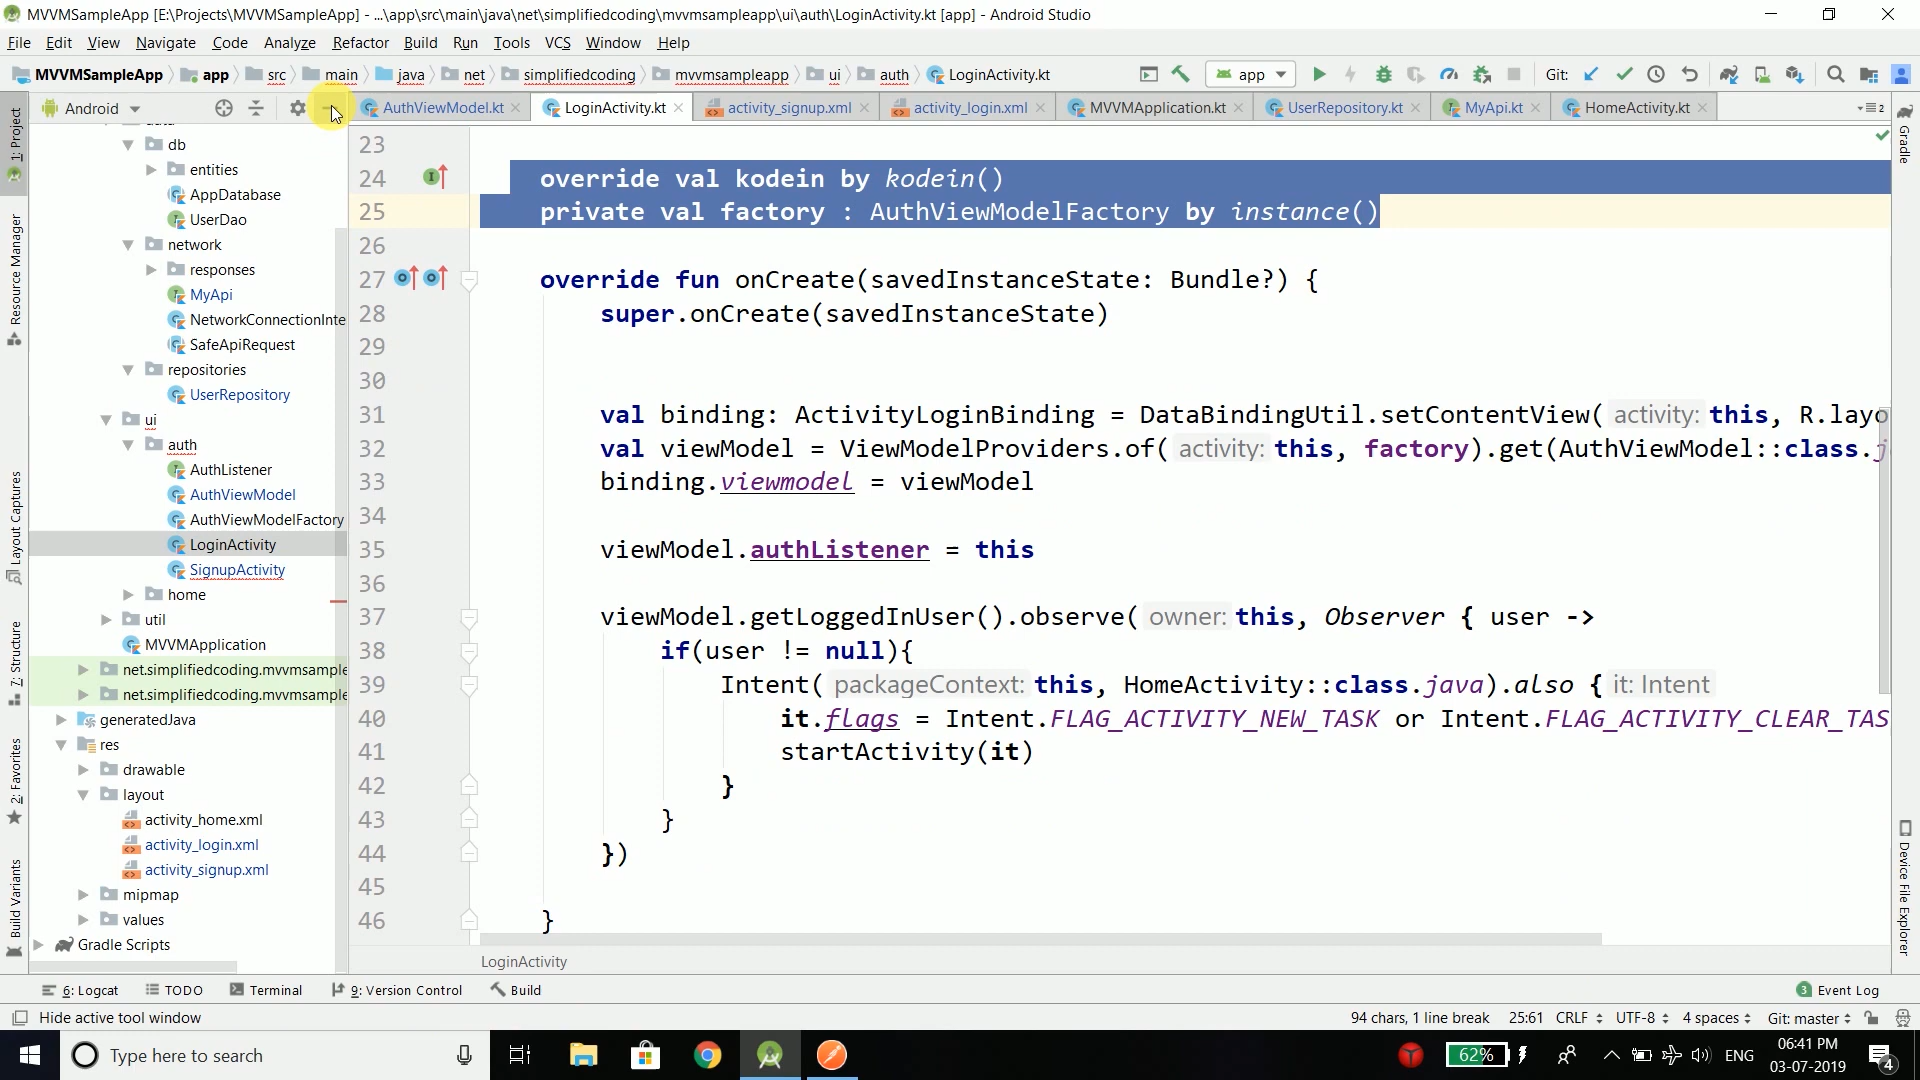 MVVMSampleApp [E:\Projects\MVVMSampleApp] - ...\app\src\main\java\net\simplifiedcoding\mvvmsampleapp\ui\auth\LoginActivity.kt [app] - Android Studio
File Edit View Navigate Code Analyze Refactor Build Run Tools VCS Window Help
MVVMSampleApp app src main java net simplifiedcoding mvvmsampleapp ui auth LoginActivity.kt app Git:
Android AuthViewModel.kt LoginActivity.kt activity_signup.xml activity_login.xml MVVMApplication.kt UserRepository.kt MyApi.kt HomeActivity.kt 2
1: Project
Resource Manager
Layout Captures
7: Structure
2: Favorites
Build Variants
db
entities
AppDatabase
UserDao
network
responses
MyApi
NetworkConnectionInte
SafeApiRequest
repositories
UserRepository
ui
auth
AuthListener
AuthViewModel
AuthViewModelFactory
LoginActivity
SignupActivity
home
util
MVVMApplication
net.simplifiedcoding.mvvmsample
net.simplifiedcoding.mvvmsample
generatedJava
res
drawable
layout
activity_home.xml
activity_login.xml
activity_signup.xml
mipmap
values
Gradle Scripts
23
24 override val kodein by kodein()
25 private val factory : AuthViewModelFactory by instance()
26
27 override fun onCreate(savedInstanceState: Bundle?) {
28 super.onCreate(savedInstanceState)
29
30
31 val binding: ActivityLoginBinding = DataBindingUtil.setContentView( activity: this, R.layo
32 val viewModel = ViewModelProviders.of( activity: this, factory).get(AuthViewModel::class.j
33 binding.viewmodel = viewModel
34
35 viewModel.authListener = this
36
37 viewModel.getLoggedInUser().observe( owner: this, Observer { user ->
38 if(user != null){
39 Intent( packageContext: this, HomeActivity::class.java).also { it: Intent
40 it.flags = Intent.FLAG_ACTIVITY_NEW_TASK or Intent.FLAG_ACTIVITY_CLEAR_TAS
41 startActivity(it)
42 }
43 }
44 })
45
46 }
LoginActivity
Gradle
Device File Explorer
6: Logcat TODO Terminal 9: Version Control Build 3 Event Log
Hide active tool window 94 chars, 1 line break 25:61 CRLF UTF-8 4 spaces Git: master
Type here to search 62% ENG 06:41 PM
03-07-2019 4